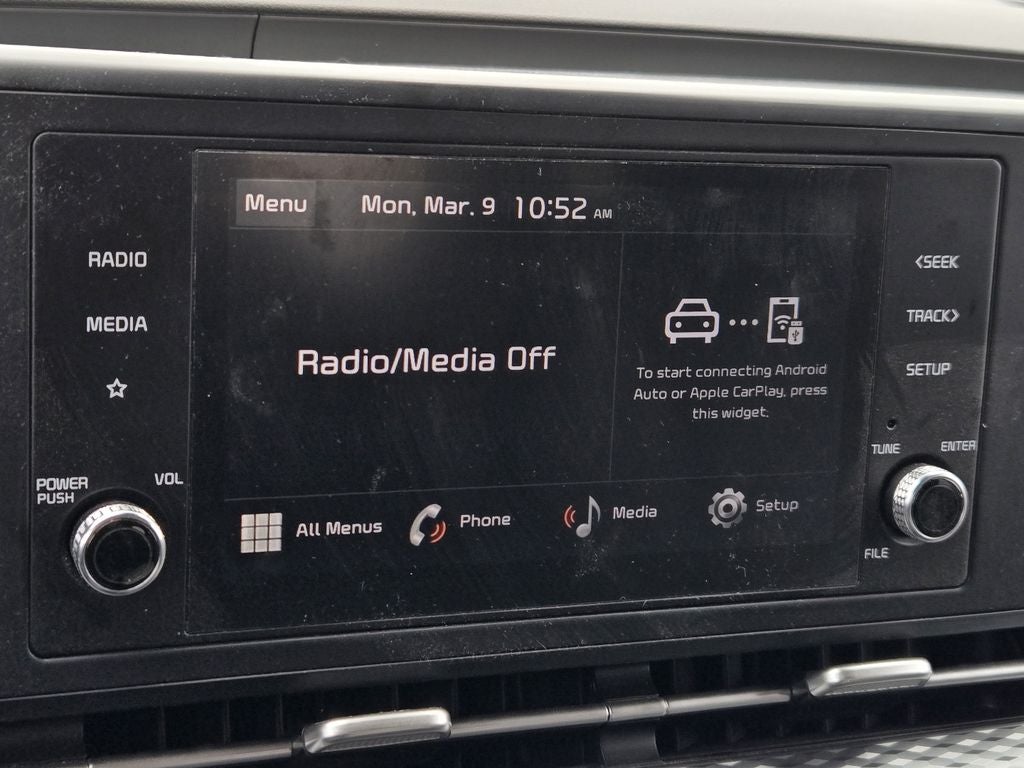 Menu Mon, Mar. 9 10:52 AM
RADIO
MEDIA
POWER
PUSH
VOL
Radio/Media Off
To start connecting Android
Auto or Apple CarPlay, press
this widget.
All Menus Phone Media Setup
<SEEK
TRACK>
SETUP
TUNE ENTER
FILE